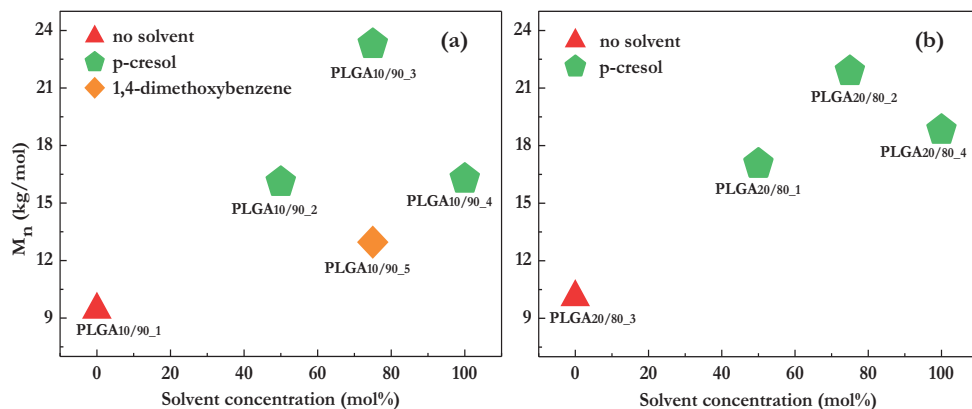 24
21
18
15
12
9
M_n (kg/mol)
(a)
no solvent
p-cresol
1,4-dimethoxybenzene
PLGA10/90_3
PLGA10/90_2
PLGA10/90_4
PLGA10/90_5
PLGA10/90_1
0 20 40 60 80 100
Solvent concentration (mol%)
24
21
18
15
12
9
(b)
no solvent
p-cresol
PLGA20/80_2
PLGA20/80_4
PLGA20/80_1
PLGA20/80_3
0 20 40 60 80 100
Solvent concentration (mol%)